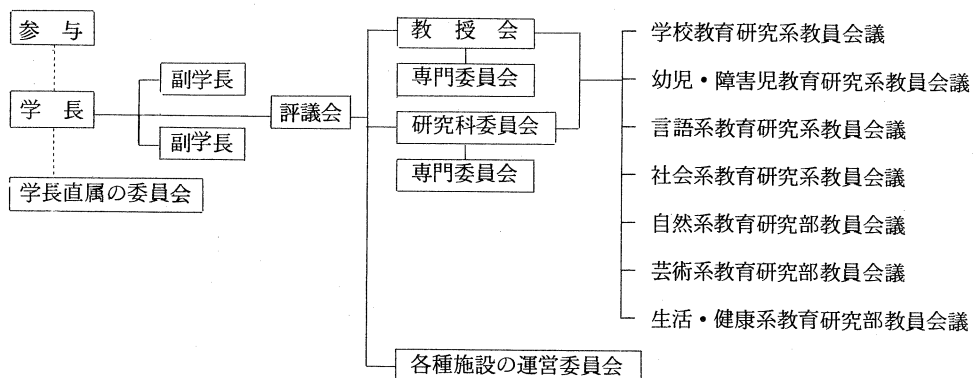 参 与
学 長
学長直属の委員会
副学長
副学長
評議会
教 授 会
専門委員会
研究科委員会
専門委員会
各種施設の運営委員会
学校教育研究系教員会議
幼児・障害児教育研究系教員会議
言語系教育研究系教員会議
社会系教育研究系教員会議
自然系教育研究部教員会議
芸術系教育研究部教員会議
生活・健康系教育研究部教員会議